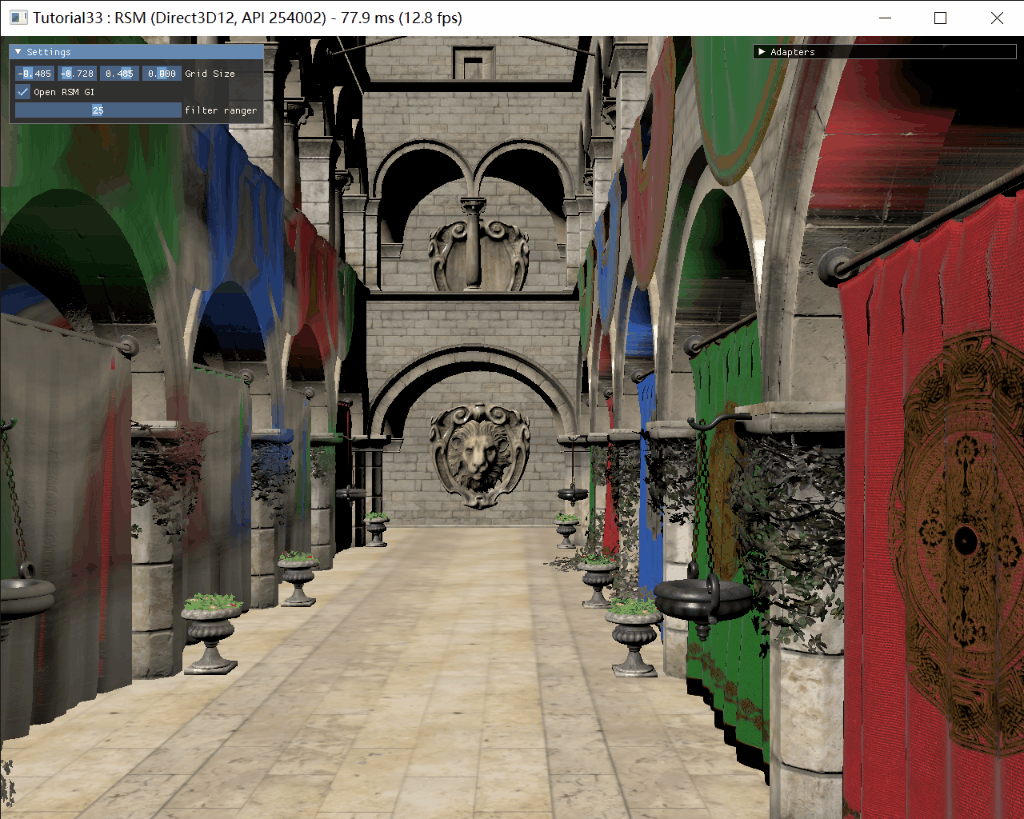 Tutorial33 : RSM (Direct3D12, API 254002) - 77.9 ms (12.8 fps)
Settings
-0.485 -0.728 0.485 0.000 Grid Size
Open RSM GI
25 filter ranger
Adapters